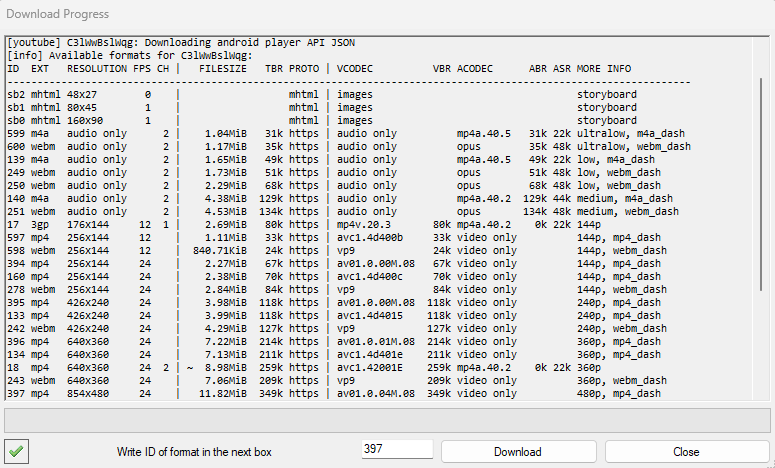 Download Progress
[youtube] C3lWwBslWqg: Downloading android player API JSON
[info] Available formats for C3lWwBslWqg:
ID  EXT   RESOLUTION FPS CH |   FILESIZE   TBR PROTO | VCODEC          VBR ACODEC      ABR ASR MORE INFO
--------------------------------------------------------------------------------------------------------
sb2 mhtml 48x27        0    |                  mhtml | images                                  storyboard
sb1 mhtml 80x45        1    |                  mhtml | images                                  storyboard
sb0 mhtml 160x90       1    |                  mhtml | images                                  storyboard
599 m4a   audio only      2 |    1.04MiB   31k https | audio only          mp4a.40.5   31k 22k ultralow, m4a_dash
600 webm  audio only      2 |    1.17MiB   35k https | audio only          opus        35k 48k ultralow, webm_dash
139 m4a   audio only      2 |    1.65MiB   49k https | audio only          mp4a.40.5   49k 22k low, m4a_dash
249 webm  audio only      2 |    1.73MiB   51k https | audio only          opus        51k 48k low, webm_dash
250 webm  audio only      2 |    2.29MiB   68k https | audio only          opus        68k 48k low, webm_dash
140 m4a   audio only      2 |    4.38MiB  129k https | audio only          mp4a.40.2  129k 44k medium, m4a_dash
251 webm  audio only      2 |    4.53MiB  134k https | audio only          opus       134k 48k medium, webm_dash
17  3gp   176x144     12  1 |    2.69MiB   80k https | mp4v.20.3       80k mp4a.40.2    0k 22k 144p
597 mp4   256x144     12    |    1.11MiB   33k https | avc1.4d400b     33k video only          144p, mp4_dash
598 webm  256x144     12    |  840.71KiB   24k https | vp9             24k video only          144p, webm_dash
394 mp4   256x144     24    |    2.27MiB   67k https | av01.0.00M.08   67k video only          144p, mp4_dash
160 mp4   256x144     24    |    2.38MiB   70k https | avc1.4d400c     70k video only          144p, mp4_dash
278 webm  256x144     24    |    2.84MiB   84k https | vp9             84k video only          144p, webm_dash
395 mp4   426x240     24    |    3.98MiB  118k https | av01.0.00M.08  118k video only          240p, mp4_dash
133 mp4   426x240     24    |    3.99MiB  118k https | avc1.4d4015    118k video only          240p, mp4_dash
242 webm  426x240     24    |    4.29MiB  127k https | vp9            127k video only          240p, webm_dash
396 mp4   640x360     24    |    7.22MiB  214k https | av01.0.01M.08  214k video only          360p, mp4_dash
134 mp4   640x360     24    |    7.13MiB  211k https | avc1.4d401e    211k video only          360p, mp4_dash
18  mp4   640x360     24  2 | ~  8.98MiB  259k https | avc1.42001E    259k mp4a.40.2    0k 22k 360p
243 webm  640x360     24    |    7.06MiB  209k https | vp9            209k video only          360p, webm_dash
397 mp4   854x480     24    |   11.82MiB  349k https | av01.0.04M.08  349k video only          480p, mp4_dash
Write ID of format in the next box 397 Download Close